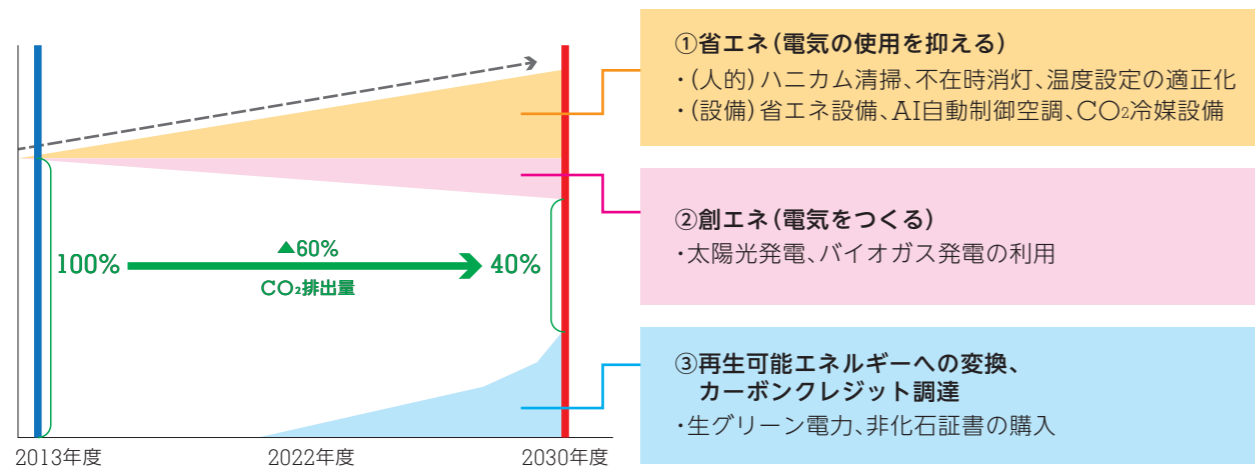 ①省エネ(電気の使用を抑える)
・(人的)ハニカム清掃、不在時消灯、温度設定の適正化
・(設備)省エネ設備、AI自動制御空調、CO₂冷媒設備
②創エネ(電気をつくる)
・太陽光発電、バイオガス発電の利用
100%
▲60%
CO₂排出量
40%
③再生可能エネルギーへの変換、
カーボンクレジット調達
・生グリーン電力、非化石証書の購入
2013年度
2022年度
2030年度